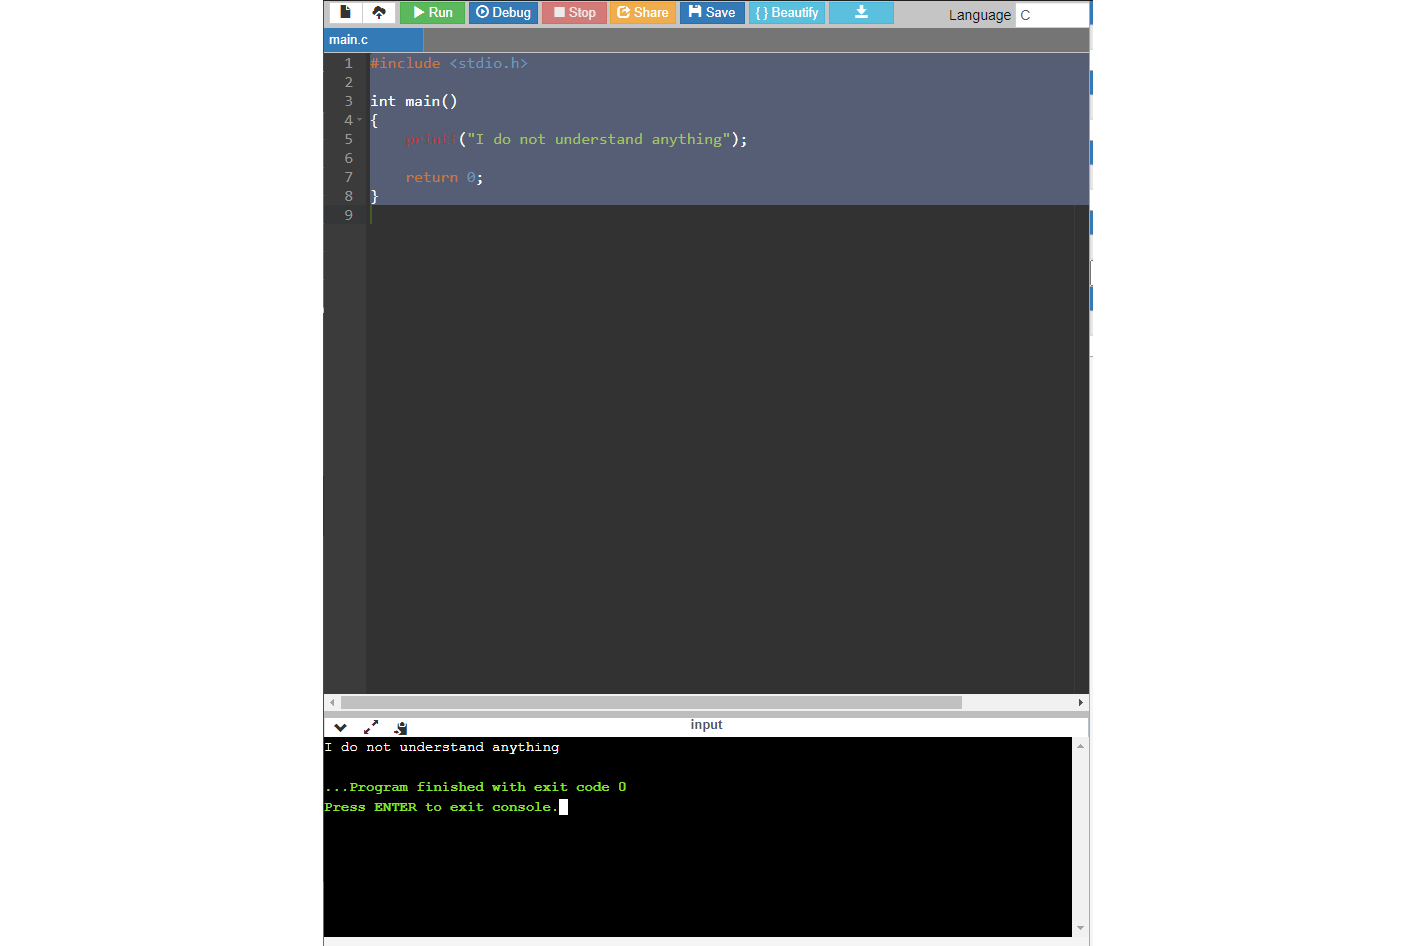 Run Debug Stop Share Save { } Beautify Language C
main.c
1 #include <stdio.h>
2
3 int main()
4 {
5 printf("I do not understand anything");
6
7 return 0;
8 }
9
input
I do not understand anything
...Program finished with exit code 0
Press ENTER to exit console.